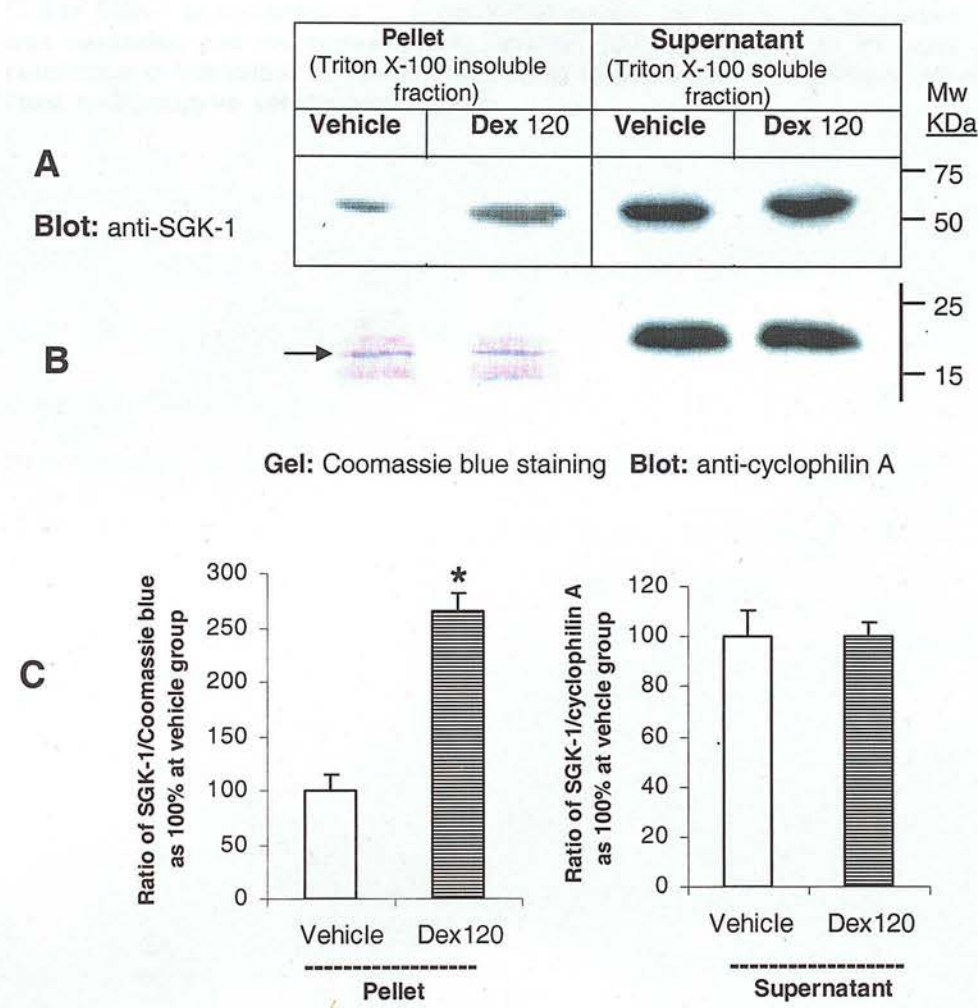 Pellet
(Triton X-100 insoluble
fraction)
Supernatant
(Triton X-100 soluble
fraction)
Mw
KDa
Vehicle
Dex 120
Vehicle
Dex 120
A
75
Blot: anti-SGK-1
50
25
B
15
Gel: Coomassie blue staining
Blot: anti-cyclophilin A
C
Ratio of SGK-1/Coomassie blue
as 100% at vehicle group
300
250
200
150
100
50
0
*
Vehicle
Dex120
Pellet
Ratio of SGK-1/cyclophilin A
as 100% at vehcle group
120
100
80
60
40
20
0
Vehicle
Dex120
Supernatant